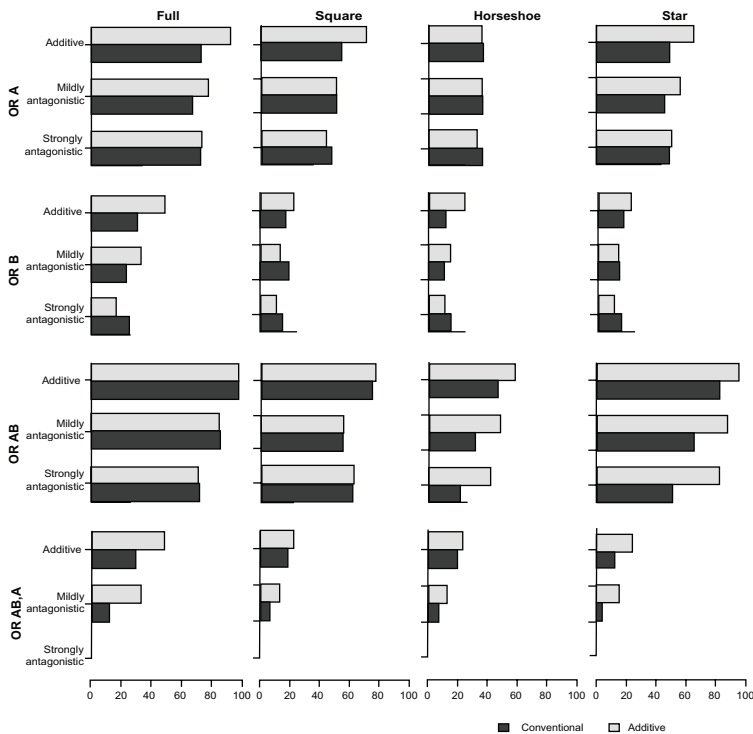 Full Square Horseshoe Star
OR A
Additive
Mildly
antagonistic
Strongly
antagonistic
OR B
Additive
Mildly
antagonistic
Strongly
antagonistic
OR AB
Additive
Mildly
antagonistic
Strongly
antagonistic
OR AB,A
Additive
Mildly
antagonistic
Strongly
antagonistic
0 20 40 60 80 100 0 20 40 60 80 100 0 20 40 60 80 100 0 20 40 60 80 100
Conventional Additive